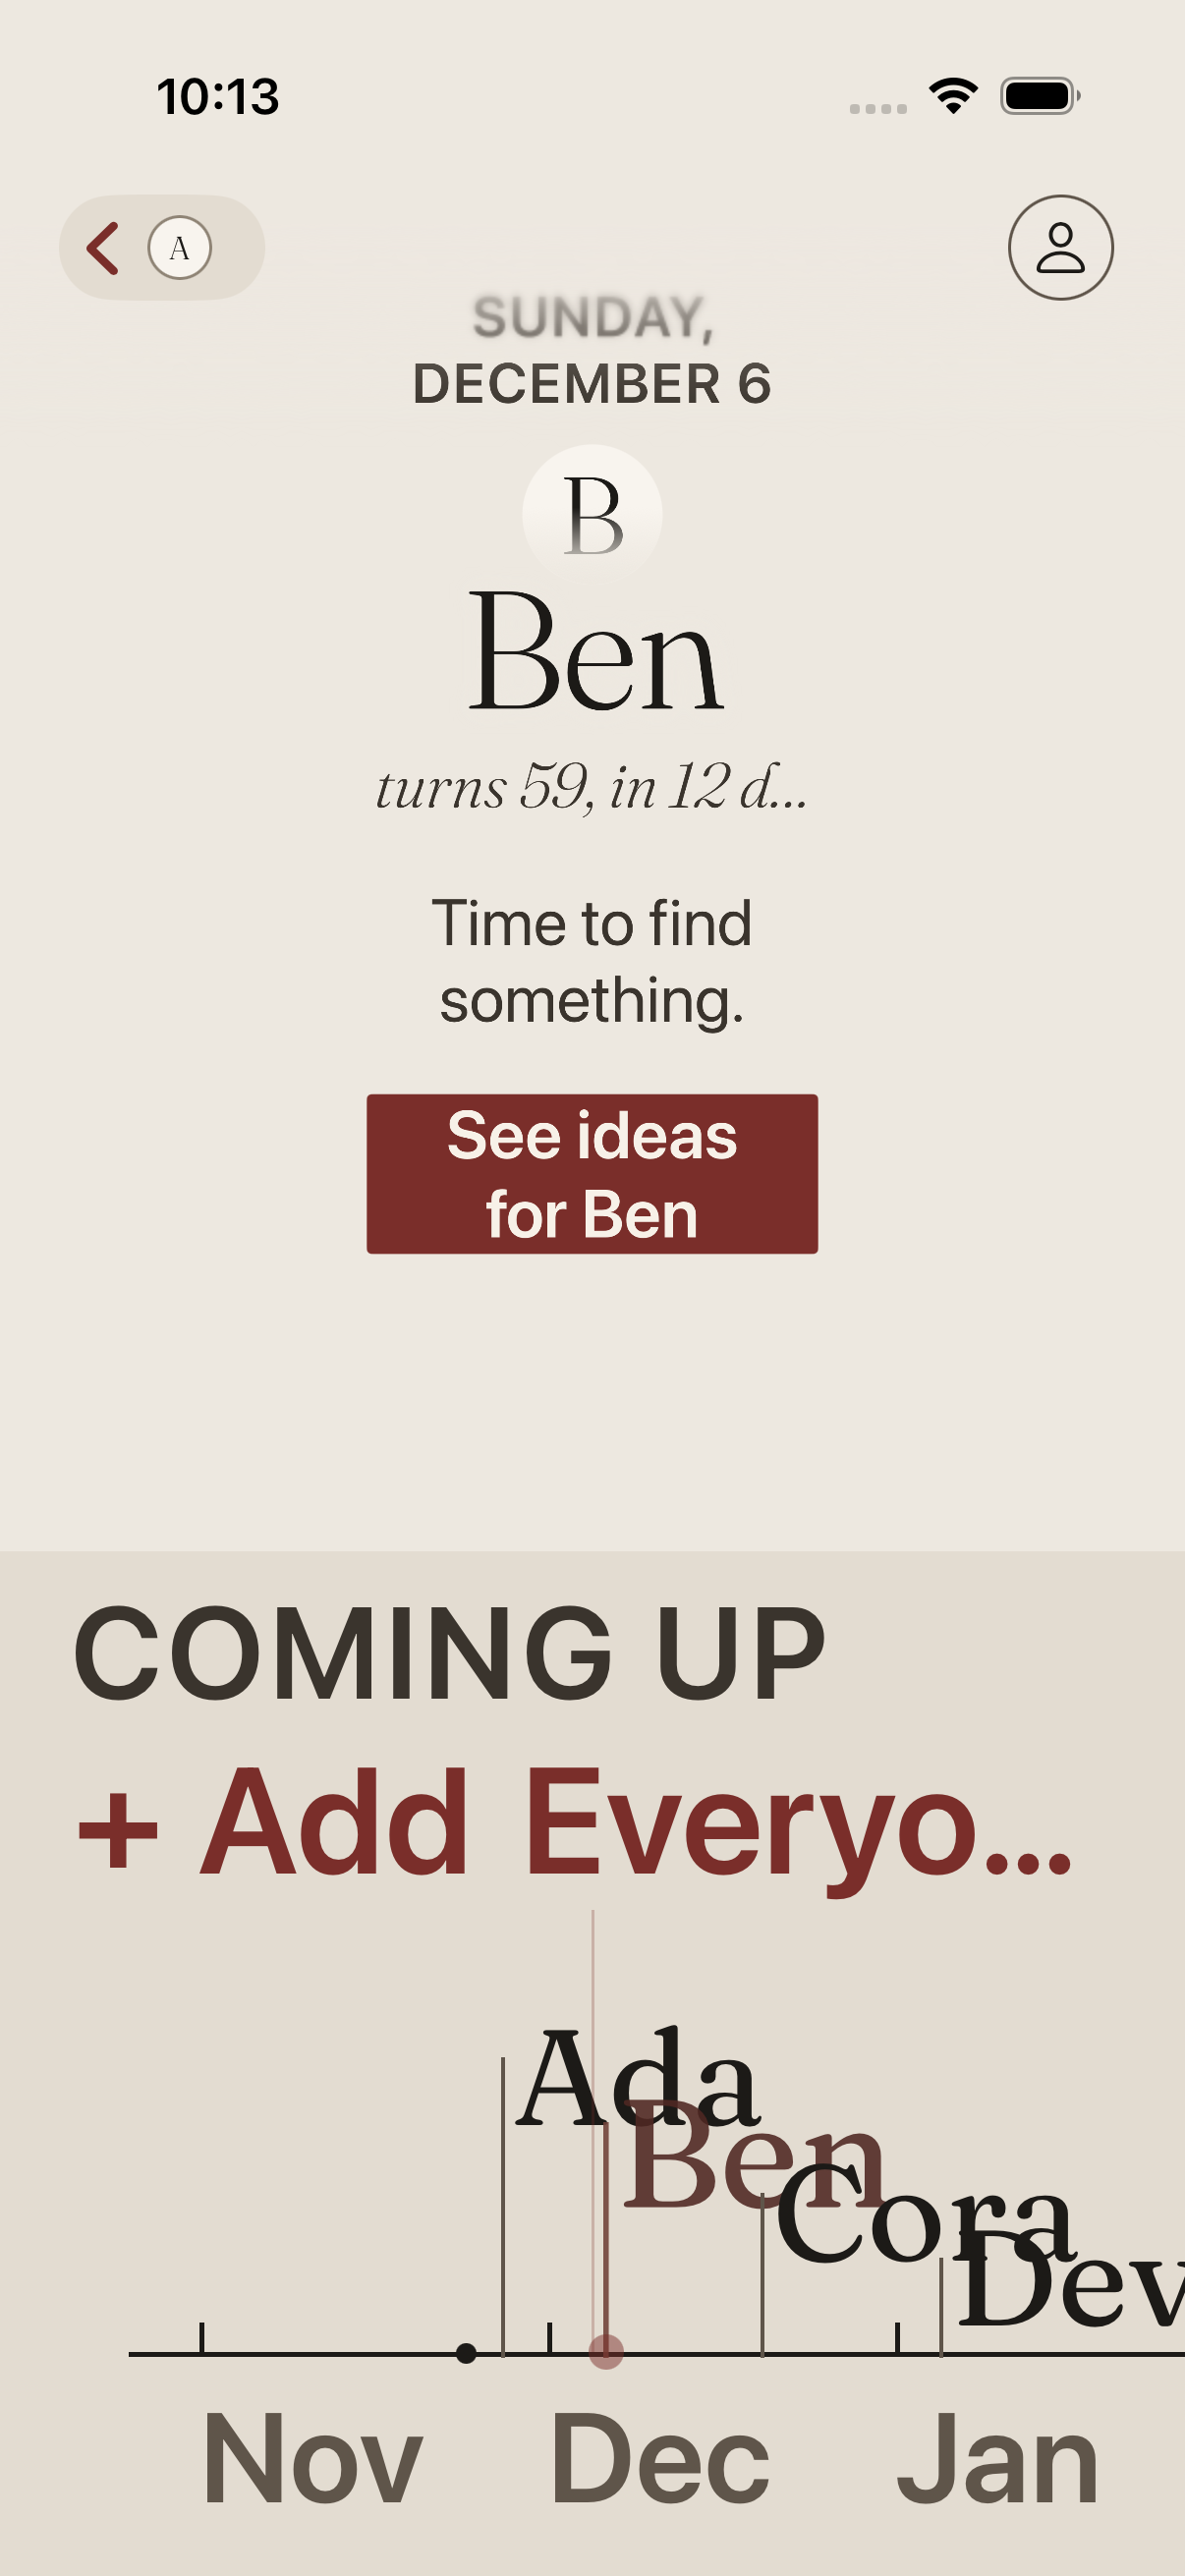 10:13
A
SUNDAY,
DECEMBER 6
B
Ben
turns 59, in 12 d...
Time to find
something.
See ideas
for Ben
COMING UP
+ Add Everyo...
Ada
Ben
Cora
Dev
Nov Dec Jan